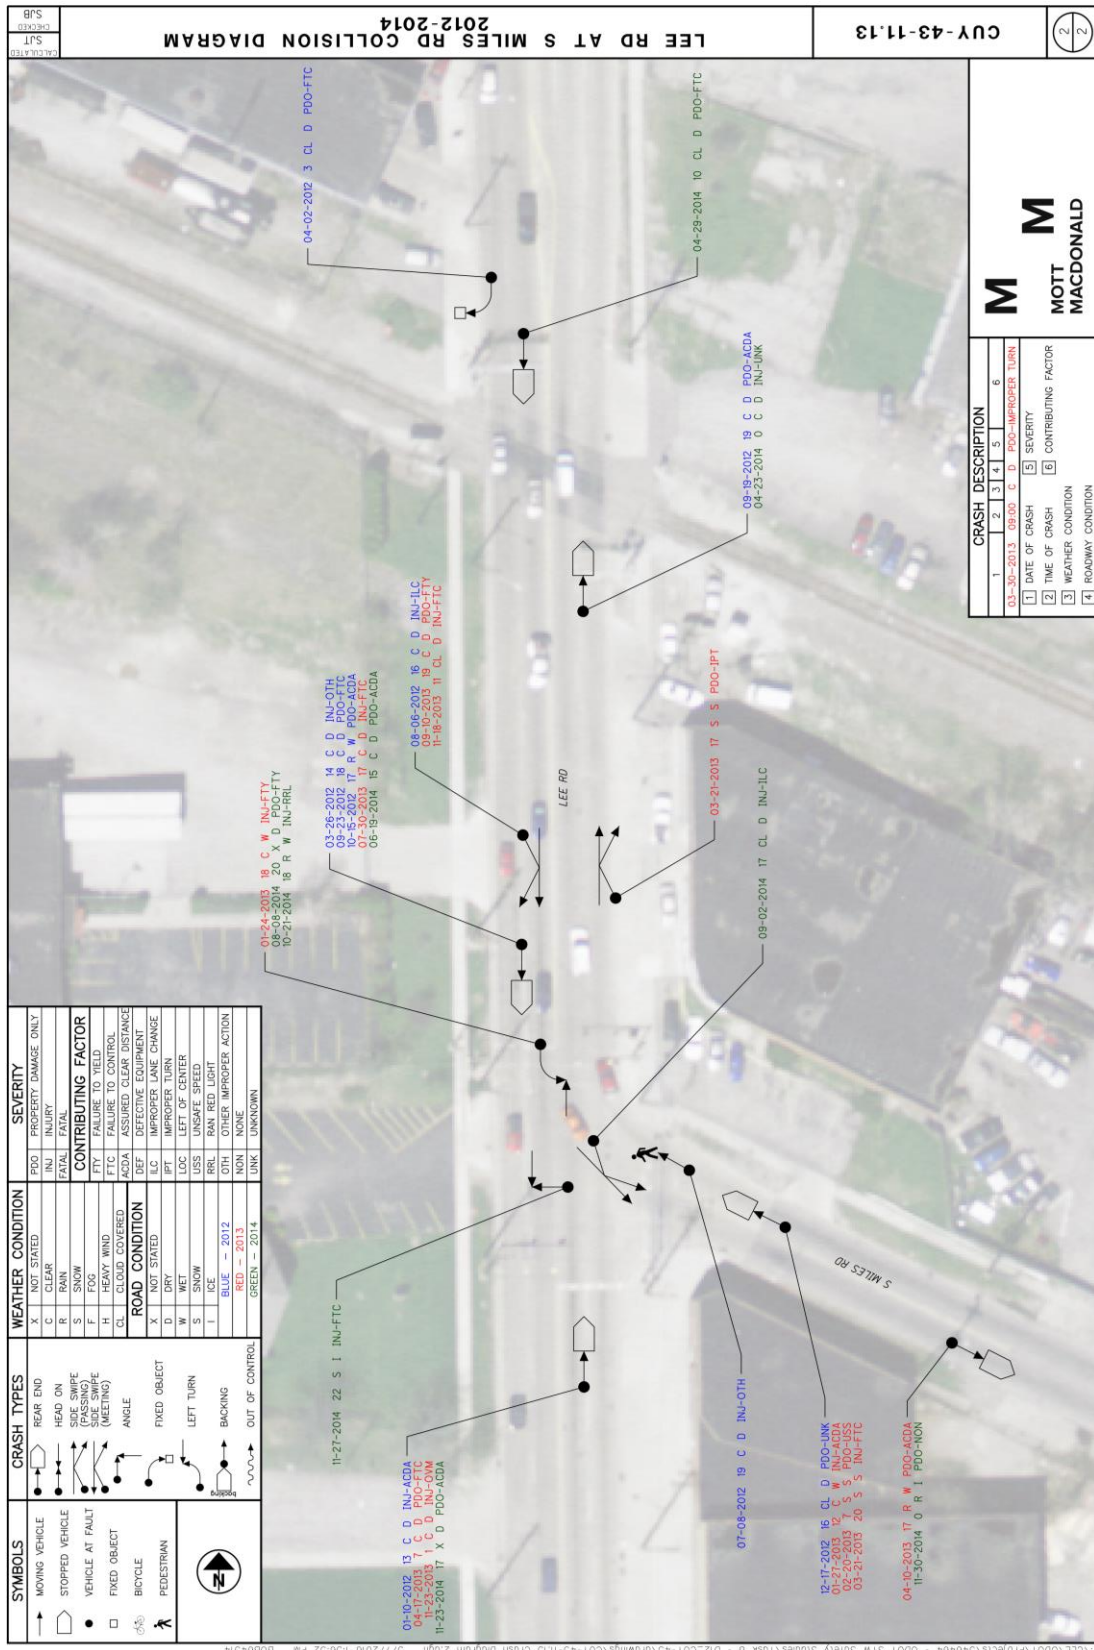 SYMBOLS
MOVING VEHICLE
STOPPED VEHICLE
VEHICLE AT FAULT
FIXED OBJECT
BICYCLE
PEDESTRIAN
N
CRASH TYPES
REAR END
HEAD ON
SIDE SWIPE
(PASSING)
SIDE SWIPE
(MEETING)
ANGLE
FIXED OBJECT
LEFT TURN
backing
BACKING
OUT OF CONTROL
WEATHER CONDITION
X NOT STATED
C CLEAR
R RAIN
S SNOW
F FOG
H HEAVY WIND
CL CLOUD COVERED
ROAD CONDITION
X NOT STATED
D DRY
W WET
S SNOW
I ICE
BLUE - 2012
RED - 2013
GREEN - 2014
SEVERITY
PDO PROPERTY DAMAGE ONLY
INJ INJURY
FATAL FATAL
CONTRIBUTING FACTOR
FTY FAILURE TO YIELD
FTC FAILURE TO CONTROL
ACDA ASSURED CLEAR DISTANCE
DEF DEFECTIVE EQUIPMENT
ILC IMPROPER LANE CHANGE
IPT IMPROPER TURN
LOC LEFT OF CENTER
USS UNSAFE SPEED
RRL RAN RED LIGHT
OTH OTHER IMPROPER ACTION
NON NONE
UNK UNKNOWN
01-24-2013 18 C W INJ-FTY
08-08-2014 20 X D PDO-FTY
10-21-2014 18 R W INJ-RRL
03-26-2012 14 C D INJ-OTH
09-23-2012 18 C D PDO-FTC
10-15-2012 17 R W PDO-ACDA
07-30-2013 17 C D INJ-FTC
06-19-2014 15 C D PDO-ACDA
08-06-2012 16 C D INJ-ILC
09-10-2013 19 C D PDO-FTY
11-18-2013 11 CL D INJ-FTC
04-02-2012 3 CL D PDO-FTC
11-27-2014 22 S I INJ-FTC
01-10-2012 13 C D INJ-ACDA
04-17-2013 7 C D PDO-FTC
11-23-2013 1 C D INJ-OVM
11-23-2014 17 X D PDO-ACDA
LEE RD
S MILES RD
04-29-2014 10 CL D PDO-FTC
09-19-2012 19 C D PDO-ACDA
04-23-2014 0 C D INJ-UNK
03-21-2013 17 S S PDO-IPT
09-02-2014 17 CL D INJ-ILC
07-08-2012 19 C D INJ-OTH
12-17-2012 16 CL D PDO-UNK
01-27-2013 12 C W INJ-ACDA
02-20-2013 7 S S PDO-USS
03-21-2013 20 S S INJ-FTC
04-10-2013 17 R W PDO-ACDA
11-30-2014 0 R I PDO-NON
CRASH DESCRIPTION
1 2 3 4 5 6
03-30-2013 09:00 C D PDO-IMPROPER TURN
1 DATE OF CRASH
2 TIME OF CRASH
3 WEATHER CONDITION
4 ROADWAY CONDITION
5 SEVERITY
6 CONTRIBUTING FACTOR
M M
MOTT
MACDONALD
CALCULATED
SJT
CHECKED
SJB
LEE RD AT S MILES RD COLLISION DIAGRAM
2012-2014
CUY-43-11.13
2
2